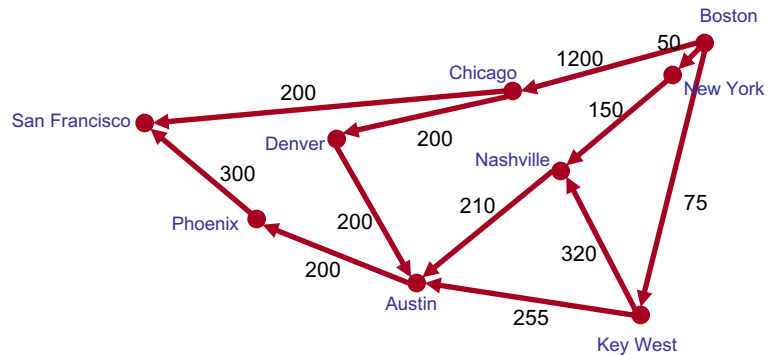 Boston
50
1200
Chicago
New York
200
San Francisco
Denver
200
150
Nashville
300
75
210
Phoenix
200
320
200
Austin
255
Key West